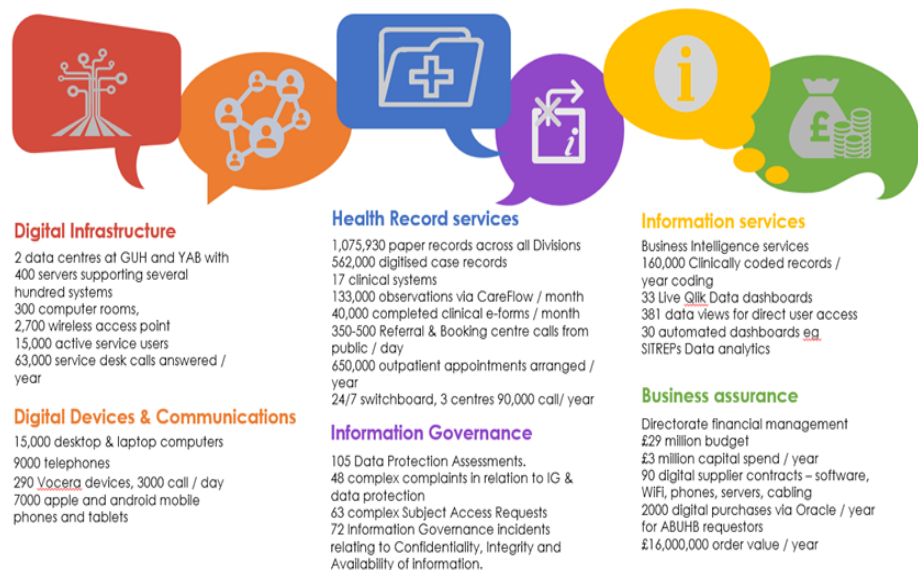 Digital Infrastructure
2 data centres at GUH and YAB with
400 servers supporting several
hundred systems
300 computer rooms,
2,700 wireless access point
15,000 active service users
63,000 service desk calls answered /
year
Digital Devices & Communications
15,000 desktop & laptop computers
9000 telephones
290 Vocera devices, 3000 call / day
7000 apple and android mobile
phones and tablets
Health Record services
1,075,930 paper records across all Divisions
562,000 digitised case records
17 clinical systems
133,000 observations via CareFlow / month
40,000 completed clinical e-forms / month
350-500 Referral & Booking centre calls from
public / day
650,000 outpatient appointments arranged /
year
24/7 switchboard, 3 centres 90,000 call/ year
Information Governance
105 Data Protection Assessments.
48 complex complaints in relation to IG &
data protection
63 complex Subject Access Requests
72 Information Governance incidents
relating to Confidentiality, Integrity and
Availability of information.
Information services
Business Intelligence services
160,000 Clinically coded records /
year coding
33 Live Qlik Data dashboards
381 data views for direct user access
30 automated dashboards eg
SITREPs Data analytics
Business assurance
Directorate financial management
£29 million budget
£3 million capital spend / year
90 digital supplier contracts – software,
WiFi, phones, servers, cabling
2000 digital purchases via Oracle / year
for ABUHB requestors
£16,000,000 order value / year